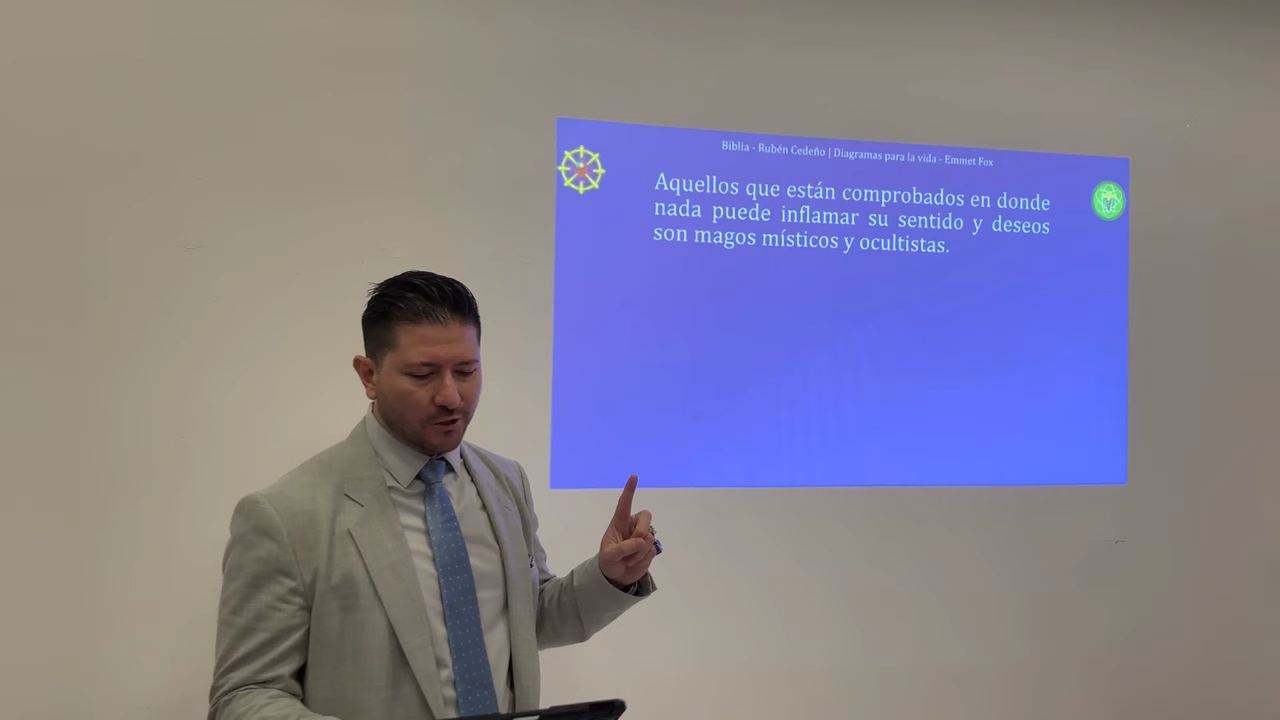 Biblia - Rubén Cedeño | Diagramas para la vida - Emmet Fox
Aquellos que están comprobados en donde
nada puede inflamar su sentido y deseos
son magos místicos y ocultistas.